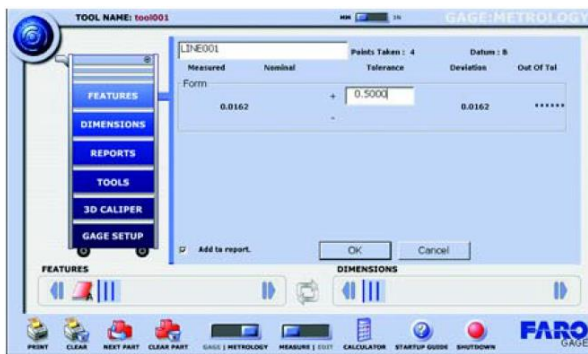 TOOL NAME: tool001
MM IN
GAGE:METROLOGY
LINE001
Points Taken : 4
Datum : B
Measured Nominal Tolerance Deviation Out Of Tol
Form
+ 0.5000
0.0162 0.0162 ******
-
FEATURES
DIMENSIONS
REPORTS
TOOLS
3D CALIPER
GAGE SETUP
Add to report.
OK Cancel
FEATURES DIMENSIONS
A
PRINT CLEAR NEXT PART CLEAR PART GAGE | METROLOGY MEASURE | EDIT CALCULATOR STARTUP GUIDE SHUTDOWN
FARO
GAGE